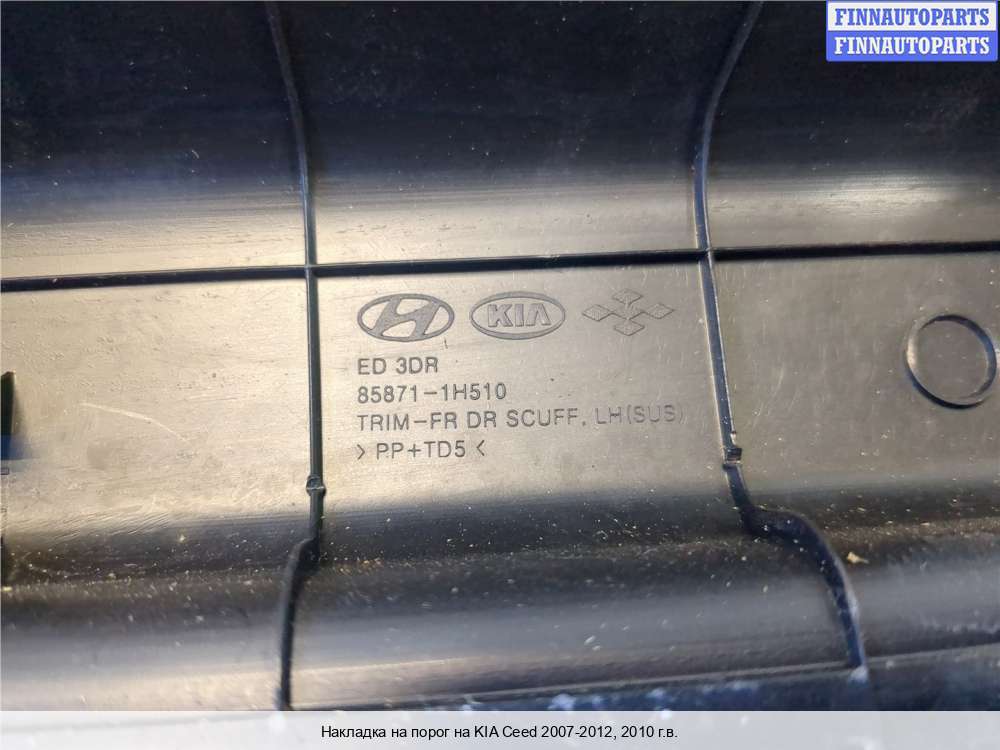 FINNAUTOPARTS
FINNAUTOPARTS
KIA
ED 3DR
85871-1H510
TRIM-FR DR SCUFF, LH(SUS)
>PP+TD5<
Накладка на порог на KIA Ceed 2007-2012, 2010 г.в.